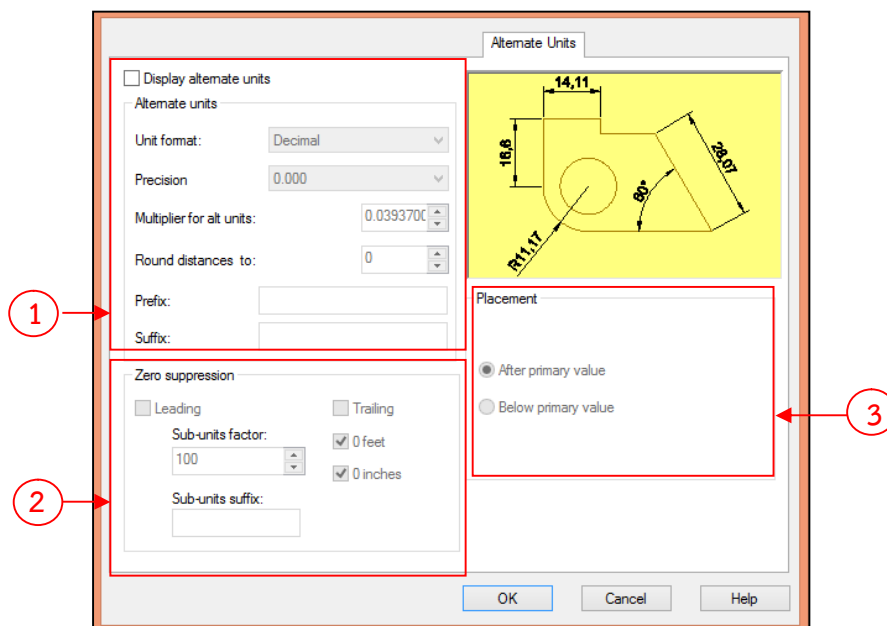 Alternate Units
Display alternate units
Alternate units
Unit format: Decimal
Precision 0.000
Multiplier for alt units: 0.0393700
Round distances to: 0
Prefix:
Suffix:
1
14,11
16,6
28,07
60°
R11,17
Placement
After primary value
Below primary value
3
Zero suppression
Leading Trailing
Sub-units factor: 0 feet
100 0 inches
Sub-units suffix:
2
OK Cancel Help